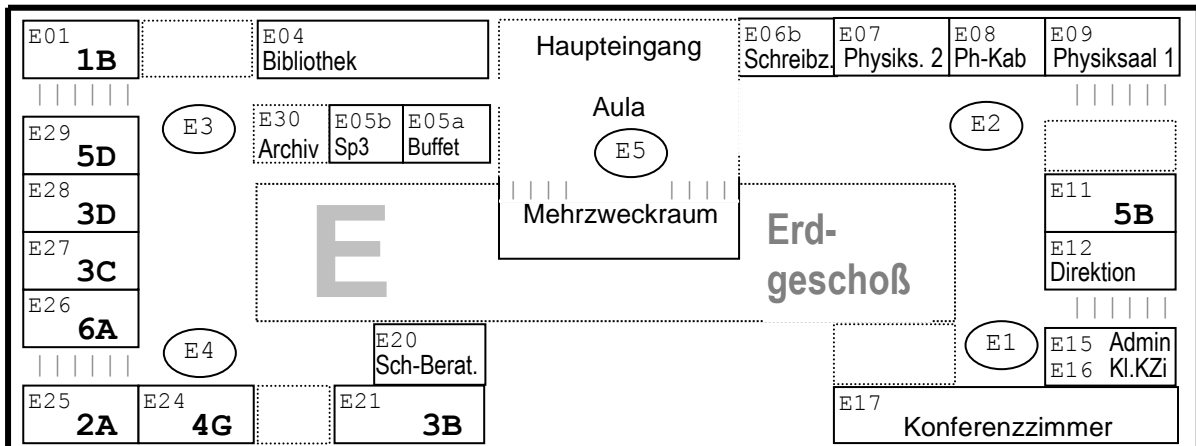 E01
1B
E04
Bibliothek
Haupteingang
E06b
Schreibz.
E07
Physiks. 2
E08
Ph-Kab
E09
Physiksaal 1
E29
5D
E3
E30
Archiv
E05b
Sp3
E05a
Buffet
Aula
E5
E2
E28
3D
E
Mehrzweckraum
Erd-
geschoß
E11
5B
E27
3C
E12
Direktion
E26
6A
E4
E20
Sch-Berat.
E1
E15 Admin
E16 Kl.KZi
E25
2A
E24
4G
E21
3B
E17
Konferenzzimmer